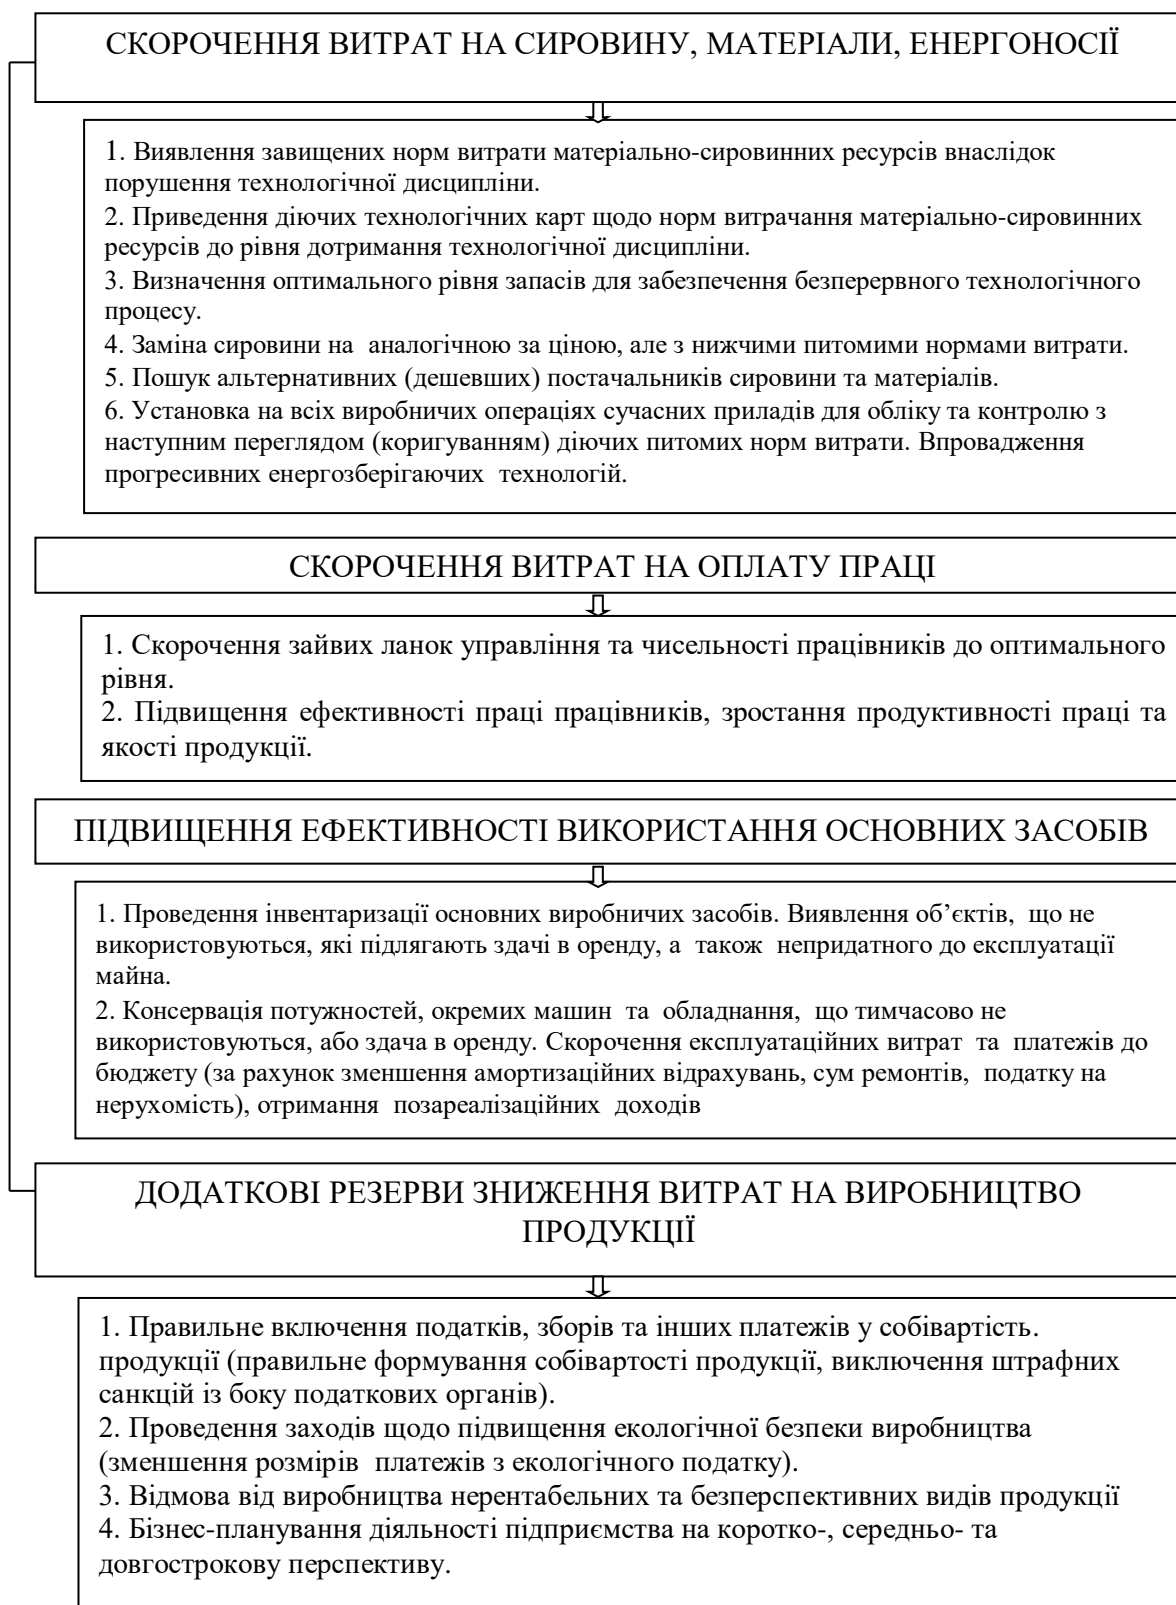 СКОРОЧЕННЯ ВИТРАТ НА СИРОВИНУ, МАТЕРІАЛИ, ЕНЕРГОНОСІЇ
1. Виявлення завищених норм витрати матеріально-сировинних ресурсів внаслідок
порушення технологічної дисципліни.
2. Приведення діючих технологічних карт щодо норм витрачання матеріально-сировинних
ресурсів до рівня дотримання технологічної дисципліни.
3. Визначення оптимального рівня запасів для забезпечення безперервного технологічного
процесу.
4. Заміна сировини на аналогічною за ціною, але з нижчими питомими нормами витрати.
5. Пошук альтернативних (дешевших) постачальників сировини та матеріалів.
6. Установка на всіх виробничих операціях сучасних приладів для обліку та контролю з
наступним переглядом (коригуванням) діючих питомих норм витрати. Впровадження
прогресивних енергозберігаючих технологій.
СКОРОЧЕННЯ ВИТРАТ НА ОПЛАТУ ПРАЦІ
1. Скорочення зайвих ланок управління та чисельності працівників до оптимального
рівня.
2. Підвищення ефективності праці працівників, зростання продуктивності праці та
якості продукції.
ПІДВИЩЕННЯ ЕФЕКТИВНОСТІ ВИКОРИСТАННЯ ОСНОВНИХ ЗАСОБІВ
1. Проведення інвентаризації основних виробничих засобів. Виявлення об’єктів, що не
використовуються, які підлягають здачі в оренду, а також непридатного до експлуатації
майна.
2. Консервація потужностей, окремих машин та обладнання, що тимчасово не
використовуються, або здача в оренду. Скорочення експлуатаційних витрат та платежів до
бюджету (за рахунок зменшення амортизаційних відрахувань, сум ремонтів, податку на
нерухомість), отримання позареалізаційних доходів
ДОДАТКОВІ РЕЗЕРВИ ЗНИЖЕННЯ ВИТРАТ НА ВИРОБНИЦТВО
ПРОДУКЦІЇ
1. Правильне включення податків, зборів та інших платежів у собівартість.
продукції (правильне формування собівартості продукції, виключення штрафних
санкцій із боку податкових органів).
2. Проведення заходів щодо підвищення екологічної безпеки виробництва
(зменшення розмірів платежів з екологічного податку).
3. Відмова від виробництва нерентабельних та безперспективних видів продукції
4. Бізнес-планування діяльності підприємства на коротко-, середньо- та
довгострокову перспективу.